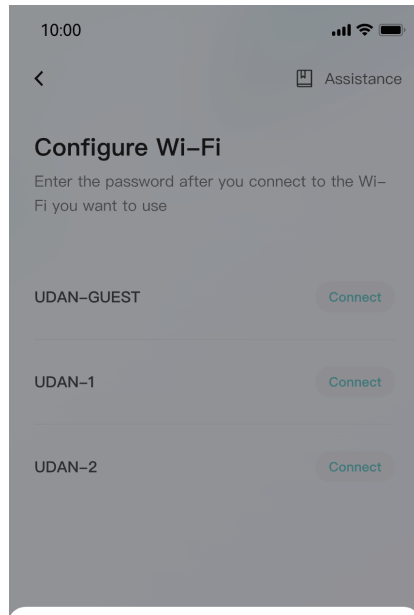 10:00
Assistance
Configure Wi–Fi
Enter the password after you connect to the Wi–
Fi you want to use
UDAN–GUEST Connect
UDAN–1 Connect
UDAN–2 Connect